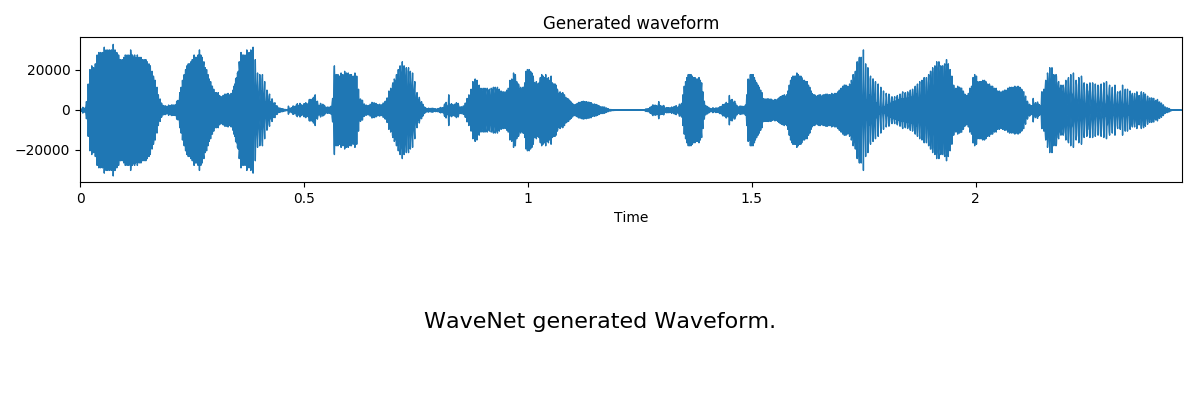 Generated waveform
20000
0
−20000
0 0.5 1 1.5 2
Time
WaveNet generated Waveform.